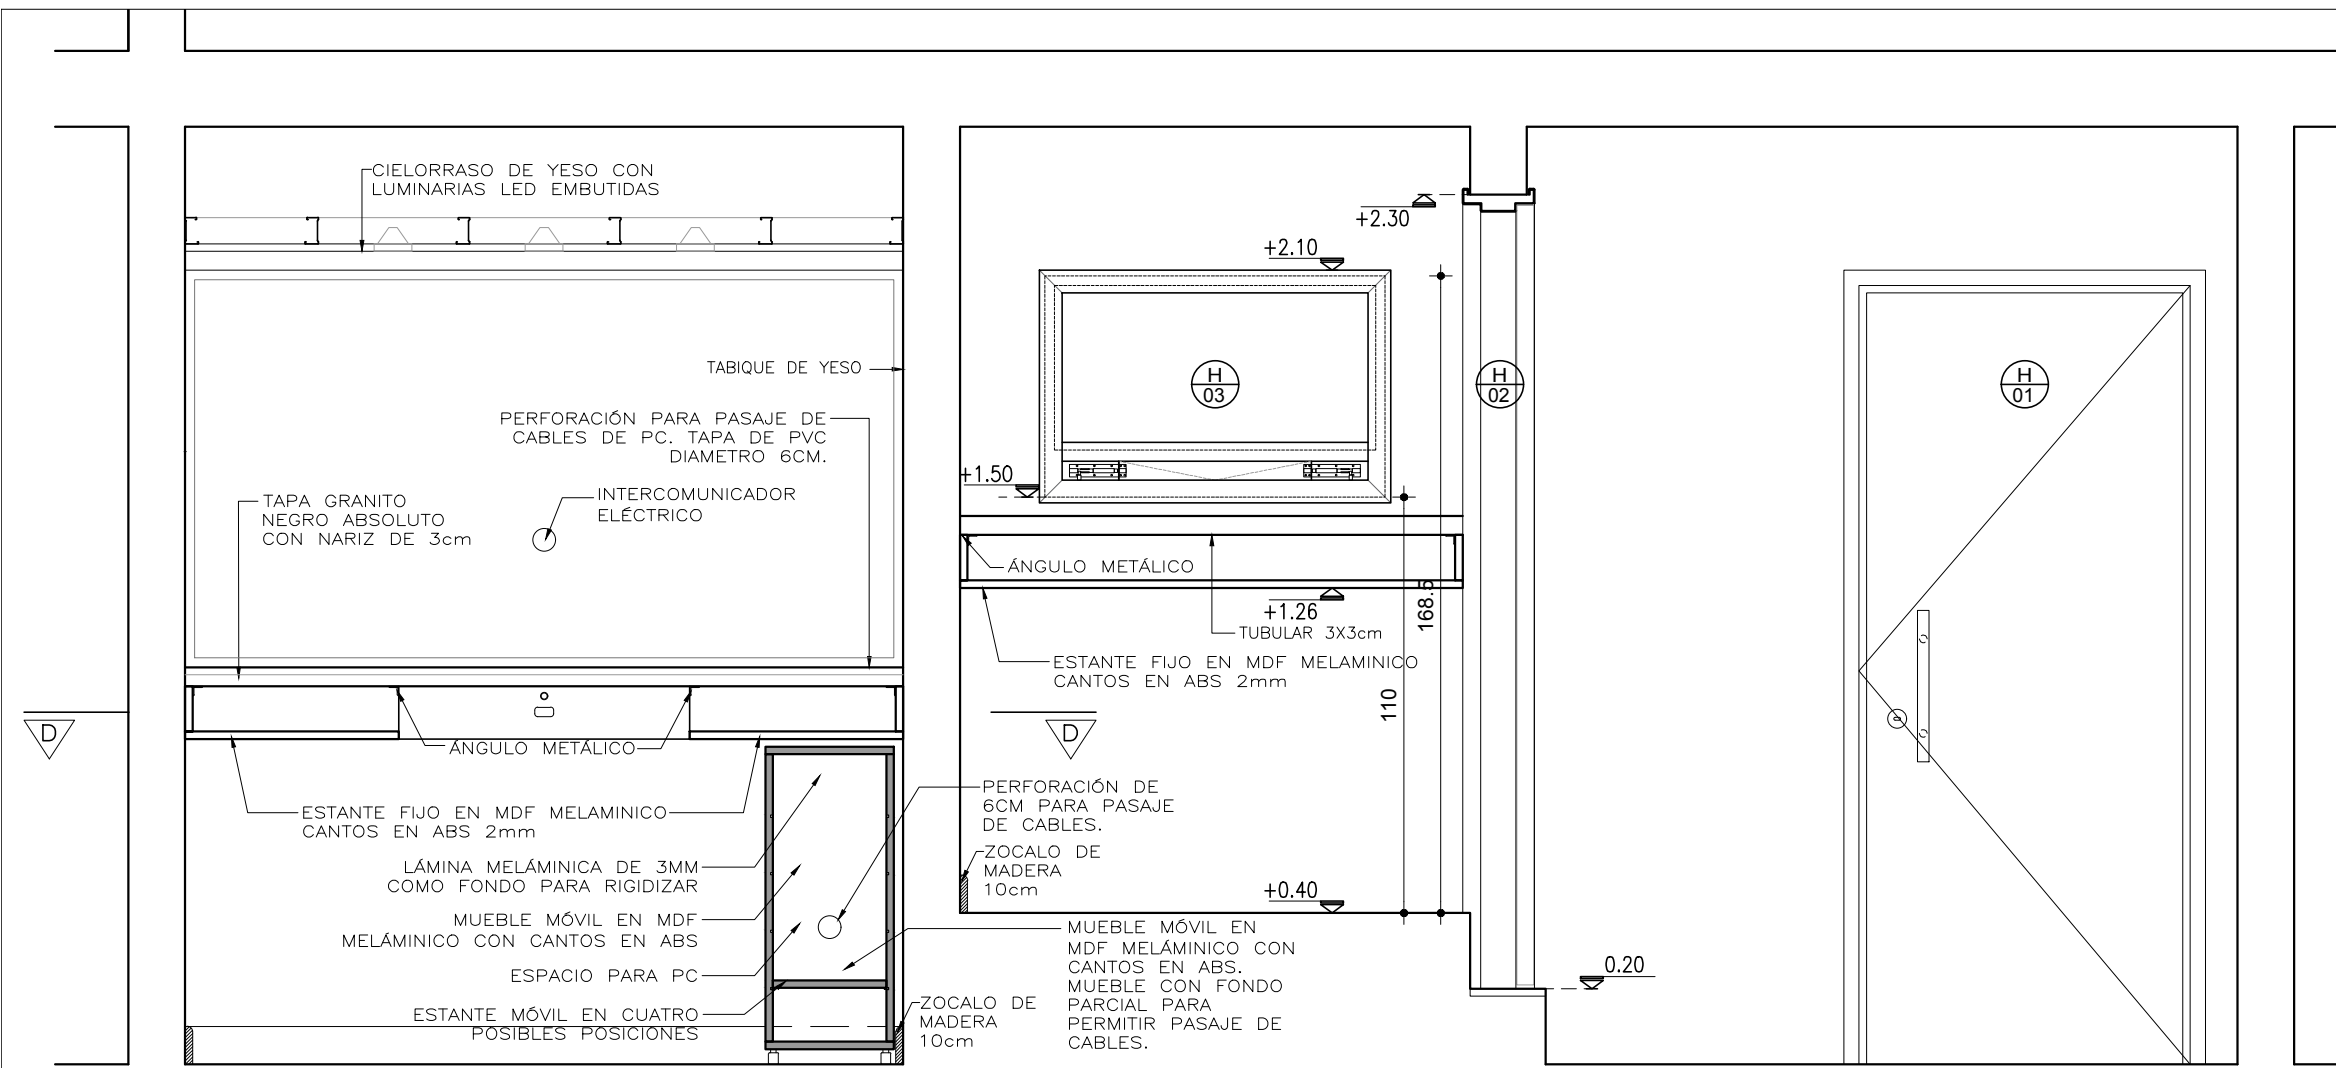 CIELORRASO DE YESO CON
LUMINARIAS LED EMBUTIDAS
TABIQUE DE YESO
PERFORACIÓN PARA PASAJE DE
CABLES DE PC. TAPA DE PVC
DIAMETRO 6CM.
TAPA GRANITO
NEGRO ABSOLUTO
CON NARIZ DE 3cm
INTERCOMUNICADOR
ELÉCTRICO
D
ÁNGULO METÁLICO
ESTANTE FIJO EN MDF MELAMINICO
CANTOS EN ABS 2mm
LÁMINA MELÁMINICA DE 3MM
COMO FONDO PARA RIGIDIZAR
MUEBLE MÓVIL EN MDF
MELÁMINICO CON CANTOS EN ABS
ESPACIO PARA PC
ESTANTE MÓVIL EN CUATRO
POSIBLES POSICIONES
+2.30
+2.10
H
03
H
02
H
01
+1.50
ÁNGULO METÁLICO
+1.26
TUBULAR 3X3cm
168.5
ESTANTE FIJO EN MDF MELAMINICO
CANTOS EN ABS 2mm
110
D
PERFORACIÓN DE
6CM PARA PASAJE
DE CABLES.
ZOCALO DE
MADERA
10cm
+0.40
MUEBLE MÓVIL EN
MDF MELÁMINICO CON
CANTOS EN ABS.
MUEBLE CON FONDO
PARCIAL PARA
PERMITIR PASAJE DE
CABLES.
ZOCALO DE
MADERA
10cm
0.20